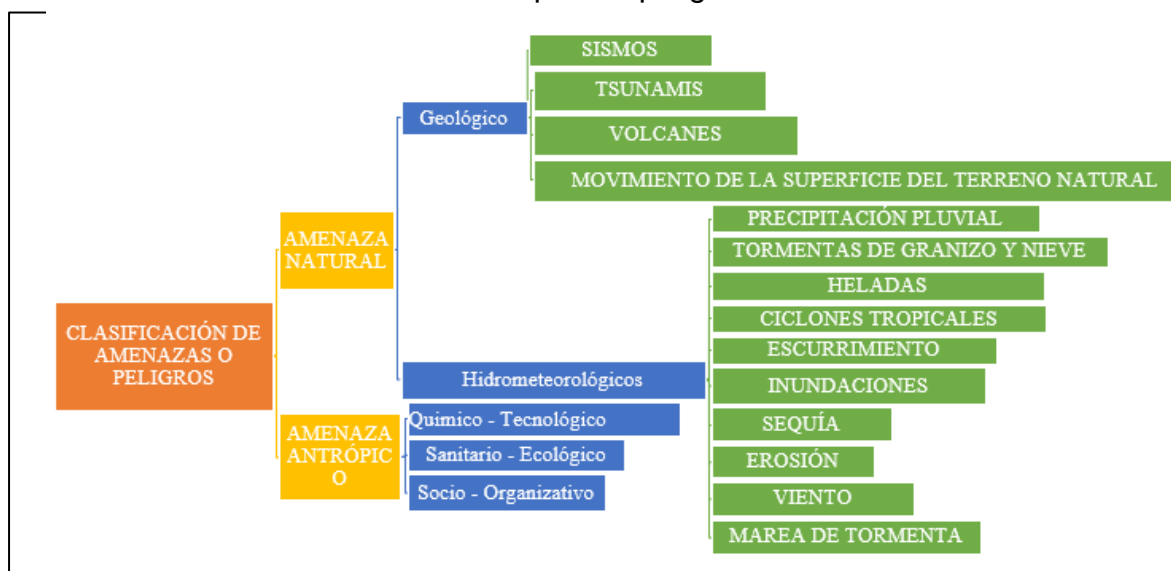 SISMOS
TSUNAMIS
Geológico
VOLCANES
MOVIMIENTO DE LA SUPERFICIE DEL TERRENO NATURAL
PRECIPITACIÓN PLUVIAL
AMENAZA
NATURAL
TORMENTAS DE GRANIZO Y NIEVE
HELADAS
CICLONES TROPICALES
CLASIFICACIÓN DE
AMENAZAS O
PELIGROS
ESCURRIMIENTO
Hidrometeorológicos
INUNDACIONES
Quimico - Tecnológico
SEQUÍA
AMENAZA
ANTRÓPIC
O
Sanitario - Ecológico
EROSIÓN
Socio - Organizativo
VIENTO
MAREA DE TORMENTA